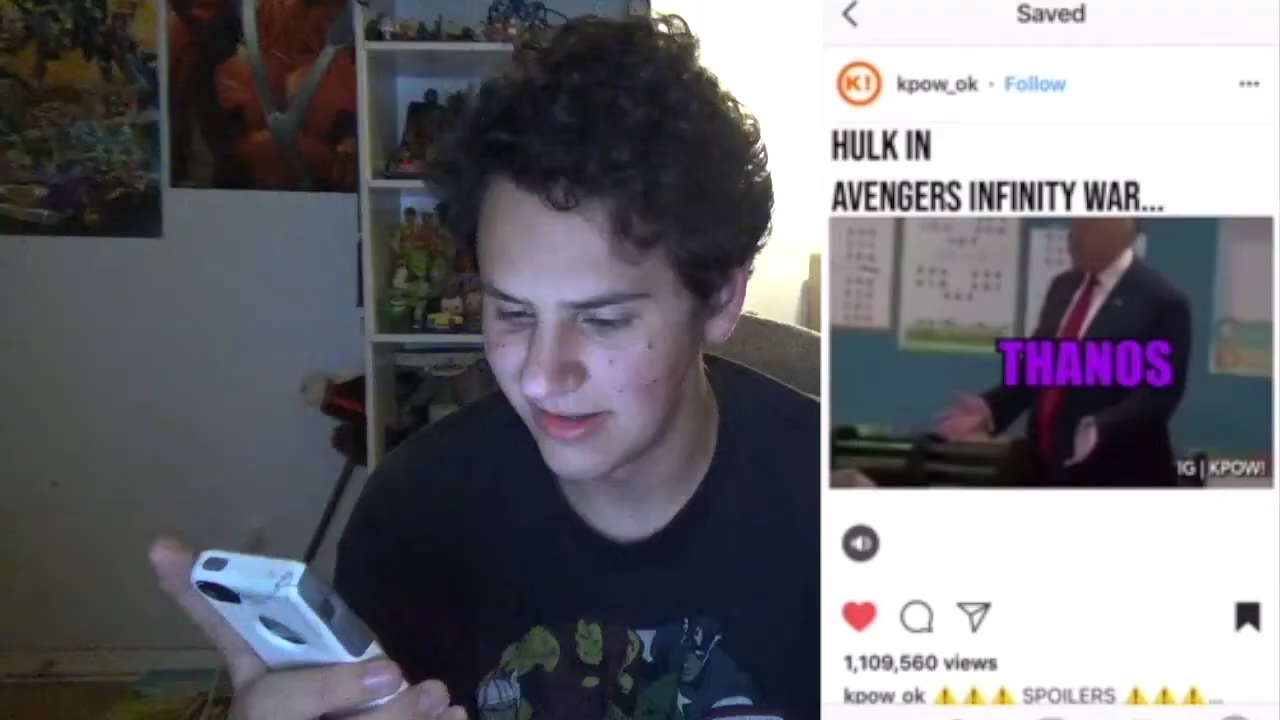 Saved
K!
kpow_ok · Follow
HULK IN
AVENGERS INFINITY WAR...
THANOS
IG | KPOW!
1,109,560 views
kpow_ok ⚠️⚠️⚠️ SPOILERS ⚠️⚠️⚠️...